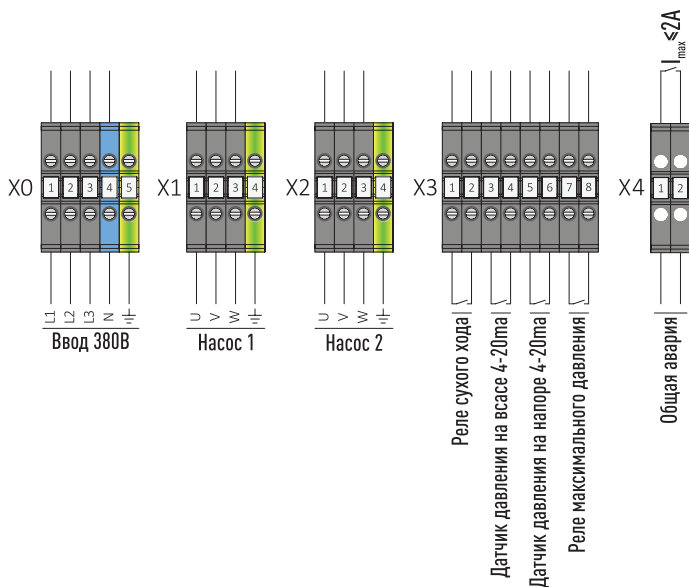 I max ≤2A
X0 1 2 3 4 5
X1 1 2 3 4
X2 1 2 3 4
X3 1 2 3 4 5 6 7 8
X4 1 2
L1 L2 L3 N
U V W
U V W
Ввод 380В
Насос 1
Насос 2
Реле сухого хода
Датчик давления на всасе 4-20ma
Датчик давления на напоре 4-20ma
Реле максимального давления
Общая авария